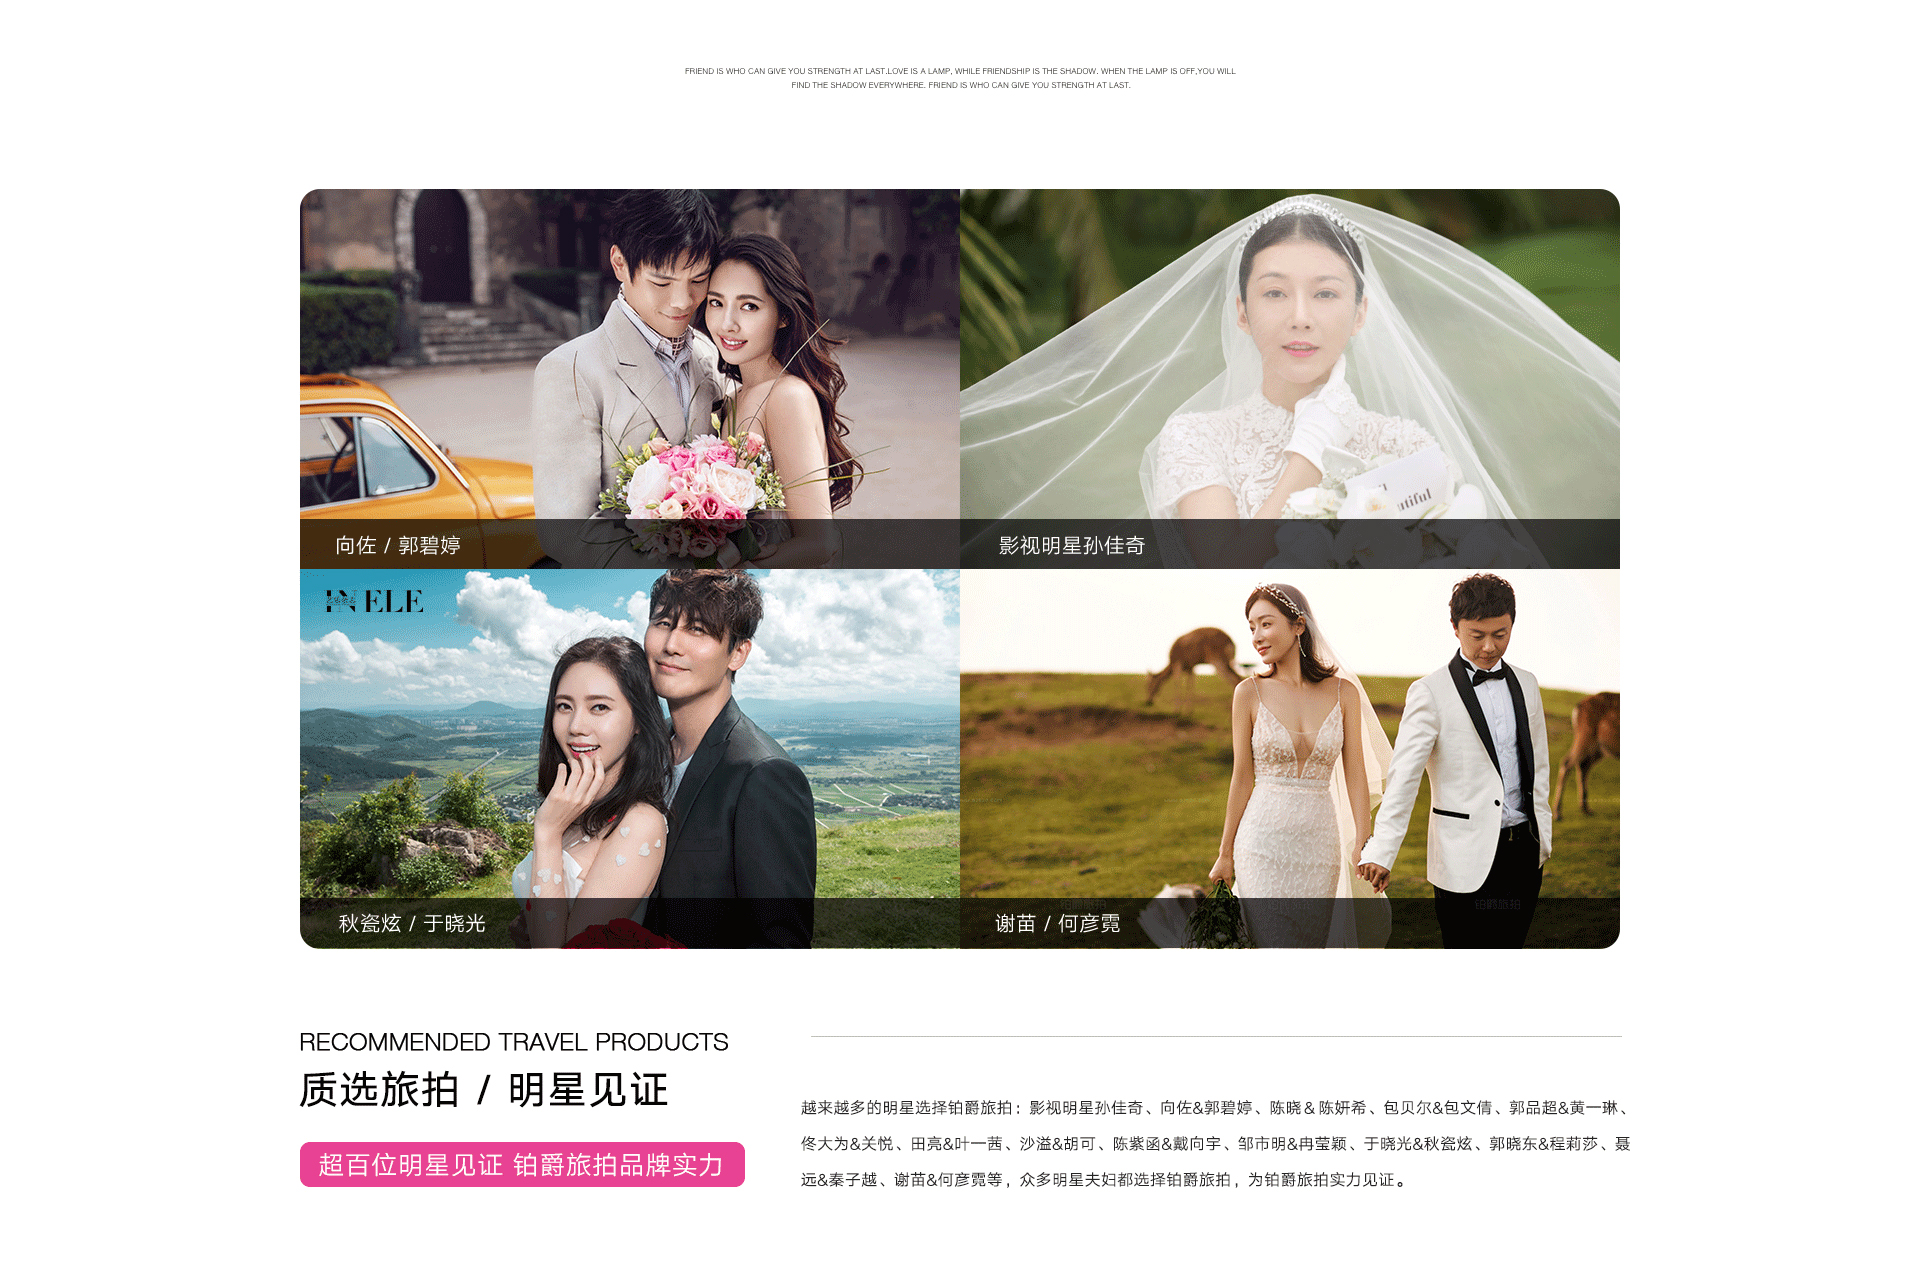 FRIEND IS WHO CAN GIVE YOU STRENGTH AT LAST.LOVE IS A LAMP, WHILE FRIENDSHIP IS THE SHADOW. WHEN THE LAMP IS OFF,YOU WILL
FIND THE SHADOW EVERYWHERE. FRIEND IS WHO CAN GIVE YOU STRENGTH AT LAST.
向佐 / 郭碧婷
影视明星孙佳奇
ELE
秋瓷炫 / 于晓光
铂爵旅拍
谢苗 / 何彦霓
RECOMMENDED TRAVEL PRODUCTS
质选旅拍 / 明星见证
超百位明星见证 铂爵旅拍品牌实力
越来越多的明星选择铂爵旅拍：影视明星孙佳奇、向佐&郭碧婷、陈晓＆陈妍希、包贝尔&包文倩、郭品超&黄一琳、
佟大为&关悦、田亮&叶一茜、沙溢&胡可、陈紫函&戴向宇、邹市明&冉莹颖、于晓光&秋瓷炫、郭晓东&程莉莎、聂
远&秦子越、谢苗&何彦霓等，众多明星夫妇都选择铂爵旅拍，为铂爵旅拍实力见证。